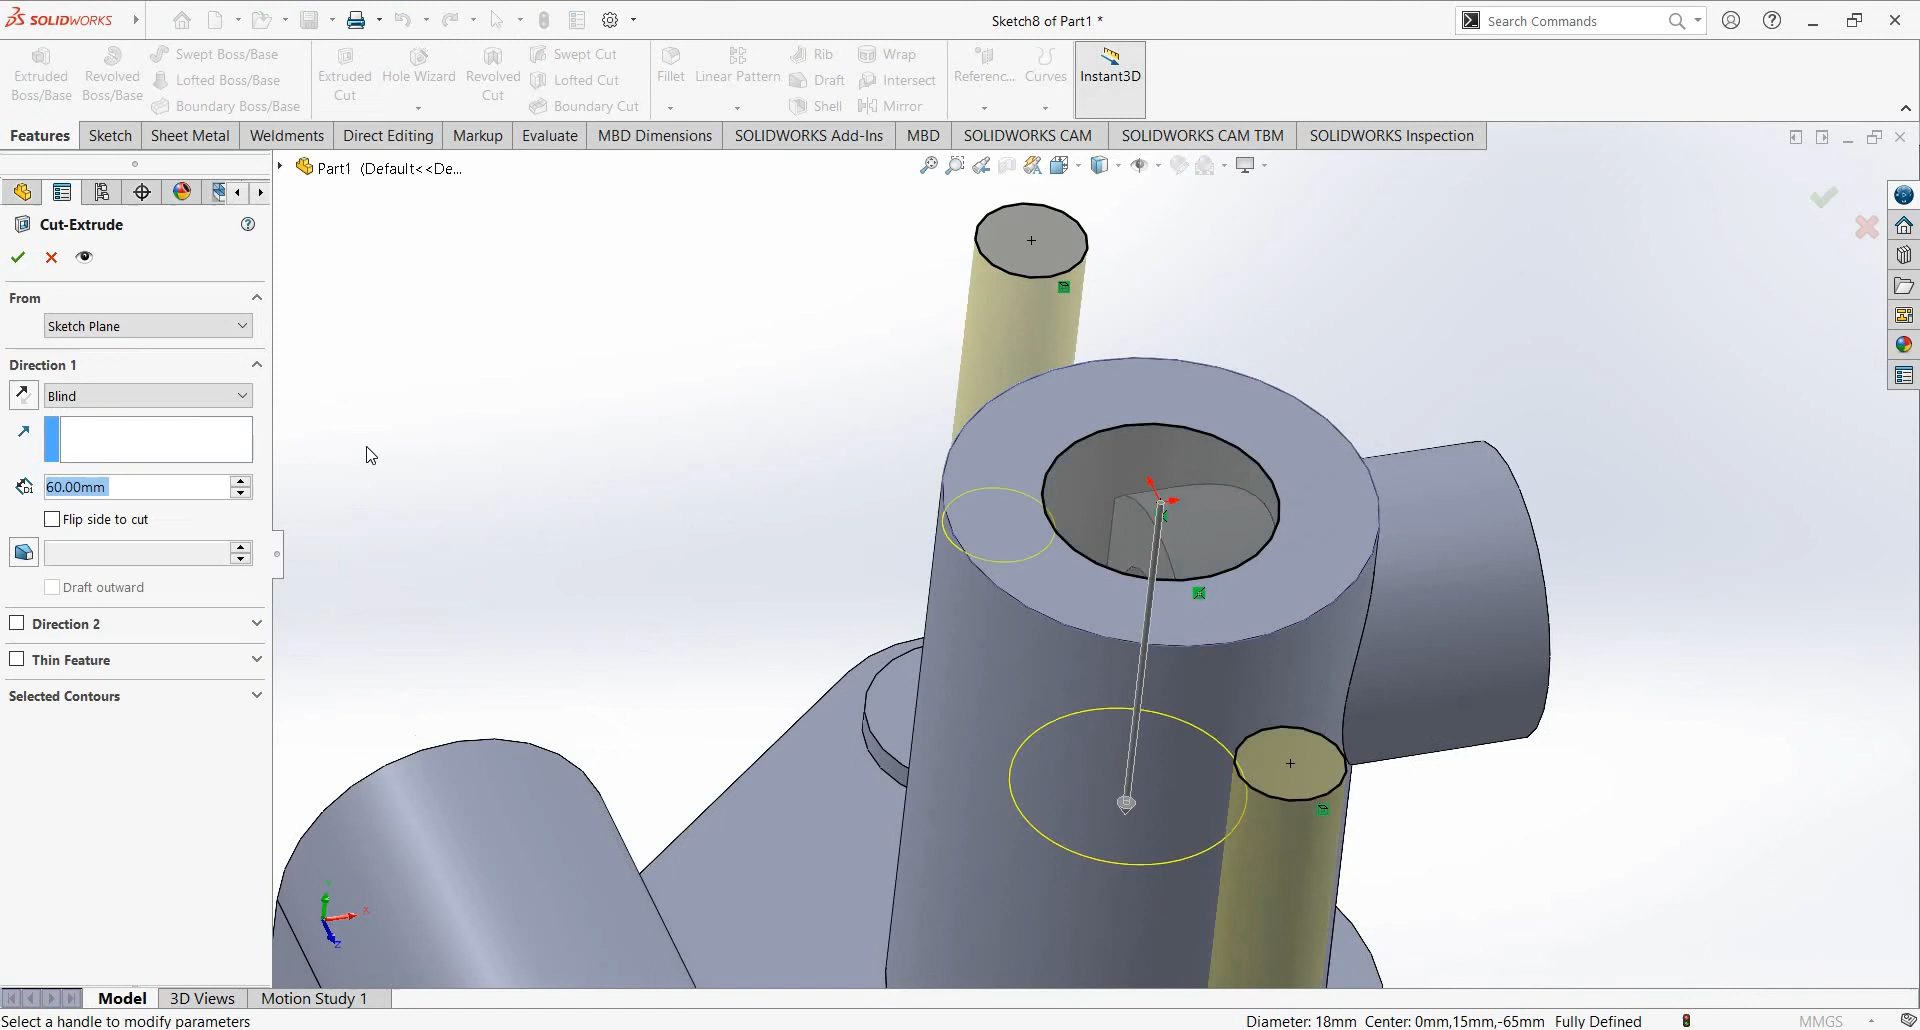 SOLIDWORKS
Sketch8 of Part1 *
Search Commands
Extruded Boss/Base
Revolved Boss/Base
Swept Boss/Base
Lofted Boss/Base
Boundary Boss/Base
Extruded Cut
Hole Wizard
Revolved Cut
Swept Cut
Lofted Cut
Boundary Cut
Fillet
Linear Pattern
Rib
Draft
Shell
Wrap
Intersect
Mirror
Referenc...
Curves
Instant3D
Features
Sketch
Sheet Metal
Weldments
Direct Editing
Markup
Evaluate
MBD Dimensions
SOLIDWORKS Add-Ins
MBD
SOLIDWORKS CAM
SOLIDWORKS CAM TBM
SOLIDWORKS Inspection
Part1 (Default<<De...
Cut-Extrude
From
Sketch Plane
Direction 1
Blind
D1
60.00mm
Flip side to cut
Draft outward
Direction 2
Thin Feature
Selected Contours
Y
X
Z
Model
3D Views
Motion Study 1
Select a handle to modify parameters
Diameter: 18mm Center: 0mm,15mm,-65mm Fully Defined
MMGS